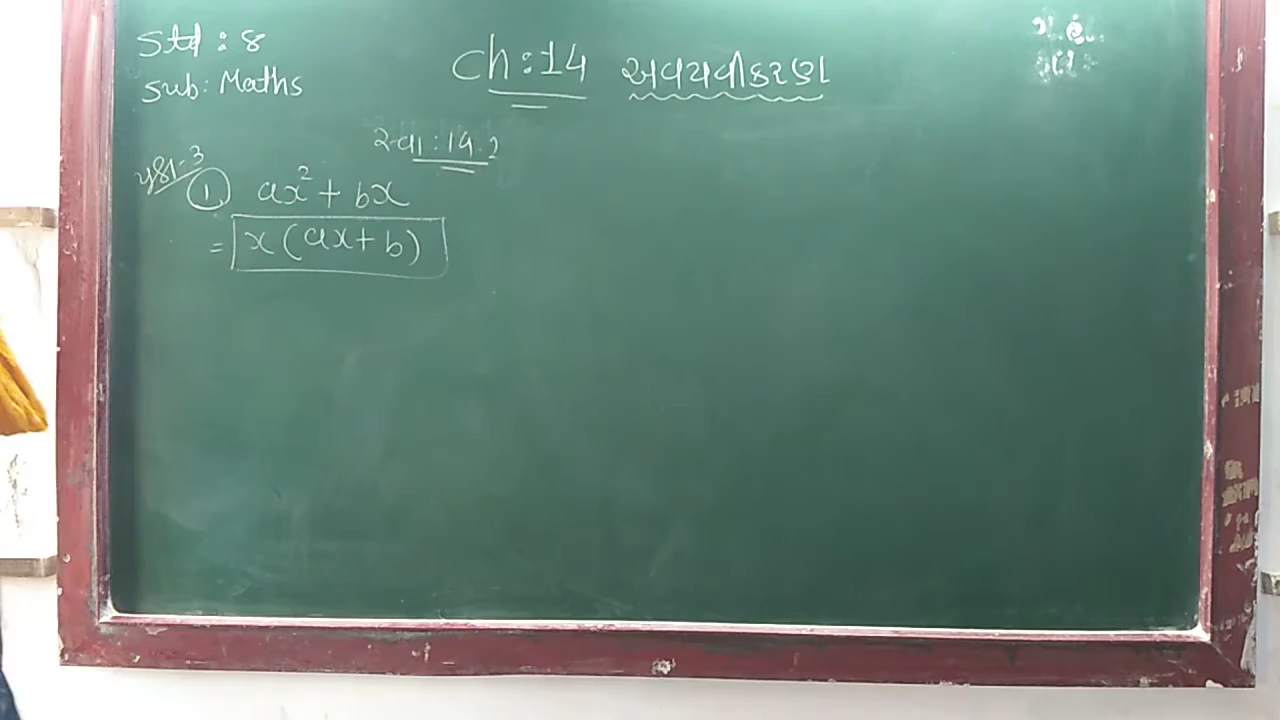 Std : 8
Sub: Maths
Ch:14 અવયવીકરણ
સ્વા : 14.2
પ્રશ્ન-3
① ax² + bx
= x(ax+b)